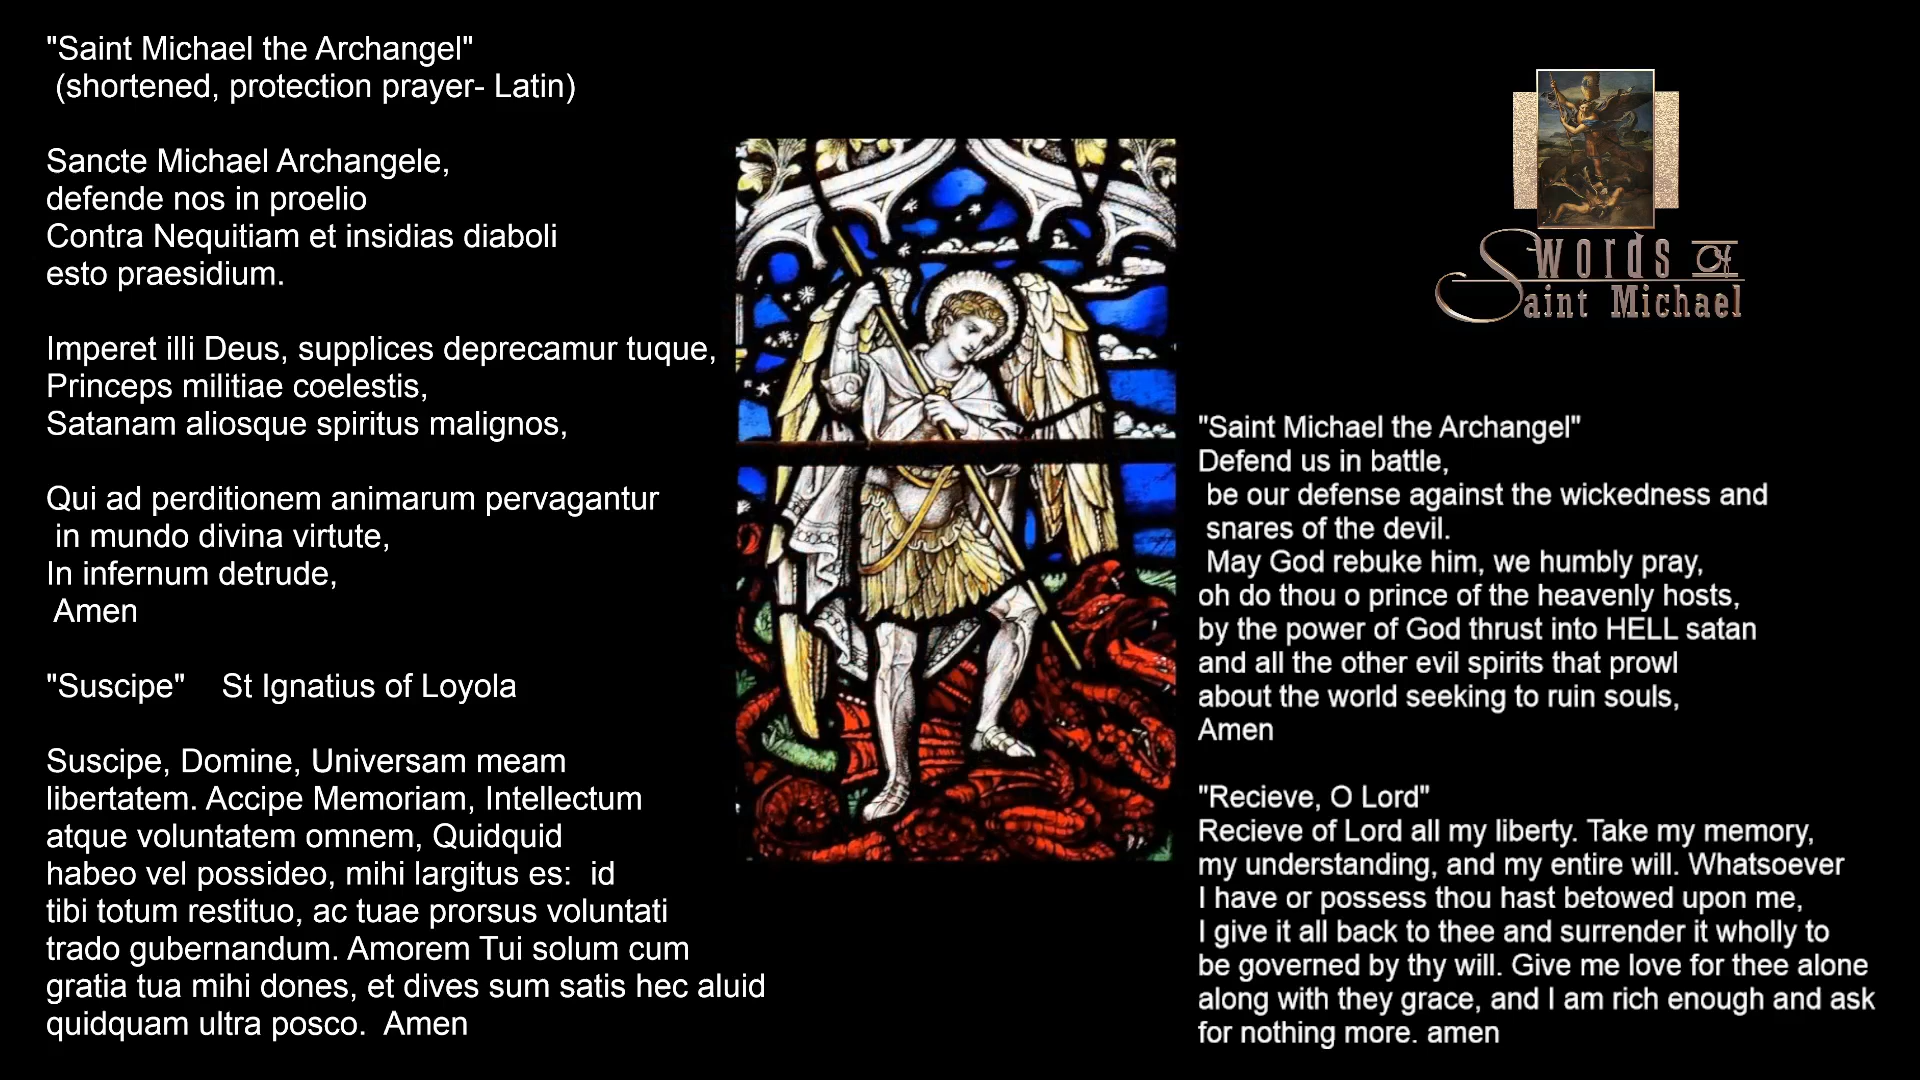 "Saint Michael the Archangel"
(shortened, protection prayer- Latin)
Sancte Michael Archangele,
defende nos in proelio
Contra Nequitiam et insidias diaboli
esto praesidium.
Imperet illi Deus, supplices deprecamur tuque,
Princeps militiae coelestis,
Satanam aliosque spiritus malignos,
Qui ad perditionem animarum pervagantur
in mundo divina virtute,
In infernum detrude,
Amen
"Suscipe" St Ignatius of Loyola
Suscipe, Domine, Universam meam
libertatem. Accipe Memoriam, Intellectum
atque voluntatem omnem, Quidquid
habeo vel possideo, mihi largitus es: id
tibi totum restituo, ac tuae prorsus voluntati
trado gubernandum. Amorem Tui solum cum
gratia tua mihi dones, et dives sum satis hec aluid
quidquam ultra posco. Amen
Swords of
Saint Michael
"Saint Michael the Archangel"
Defend us in battle,
be our defense against the wickedness and
snares of the devil.
May God rebuke him, we humbly pray,
oh do thou o prince of the heavenly hosts,
by the power of God thrust into HELL satan
and all the other evil spirits that prowl
about the world seeking to ruin souls,
Amen
"Recieve, O Lord"
Recieve of Lord all my liberty. Take my memory,
my understanding, and my entire will. Whatsoever
I have or possess thou hast betowed upon me,
I give it all back to thee and surrender it wholly to
be governed by thy will. Give me love for thee alone
along with they grace, and I am rich enough and ask
for nothing more. amen